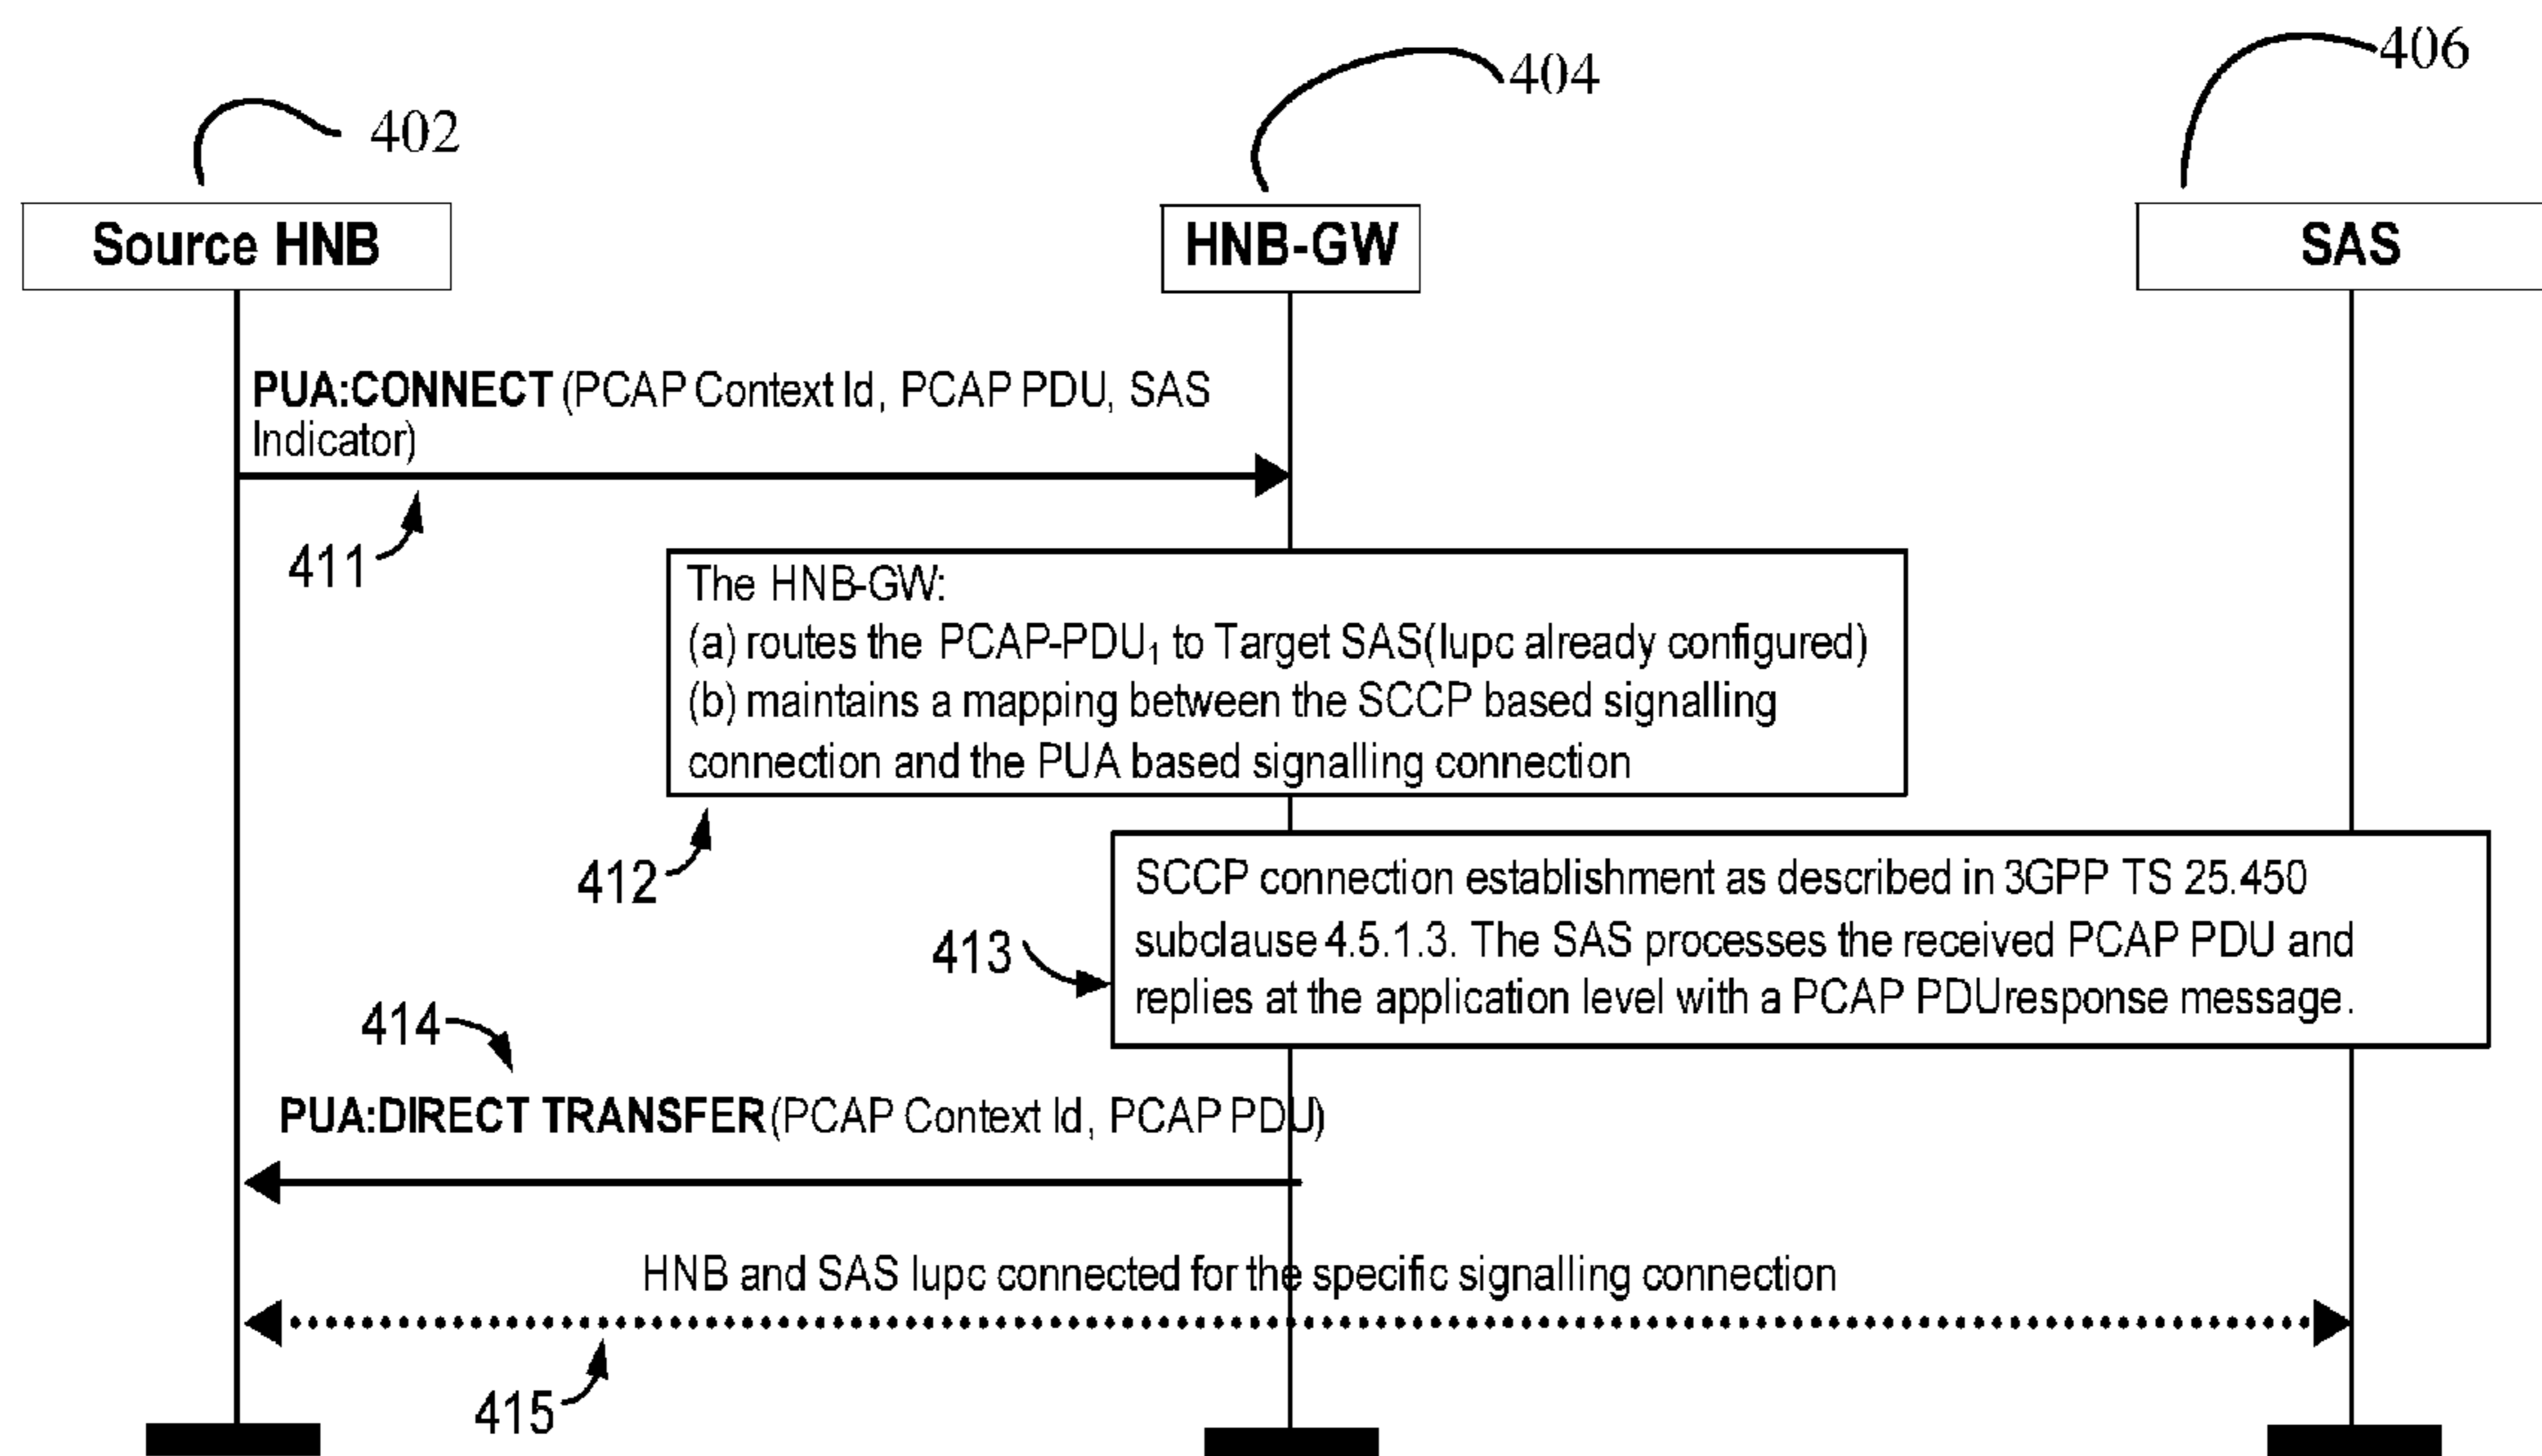 402
404
406
Source HNB
HNB-GW
SAS
PUA:CONNECT (PCAP Context Id, PCAP PDU, SAS
Indicator)
411
The HNB-GW:
(a) routes the PCAP-PDU₁ to Target SAS(Iupc already configured)
(b) maintains a mapping between the SCCP based signalling
connection and the PUA based signalling connection
412
SCCP connection establishment as described in 3GPP TS 25.450
subclause 4.5.1.3. The SAS processes the received PCAP PDU and
replies at the application level with a PCAP PDUresponse message.
413
414
PUA:DIRECT TRANSFER(PCAP Context Id, PCAP PDU)
HNB and SAS Iupc connected for the specific signalling connection
415